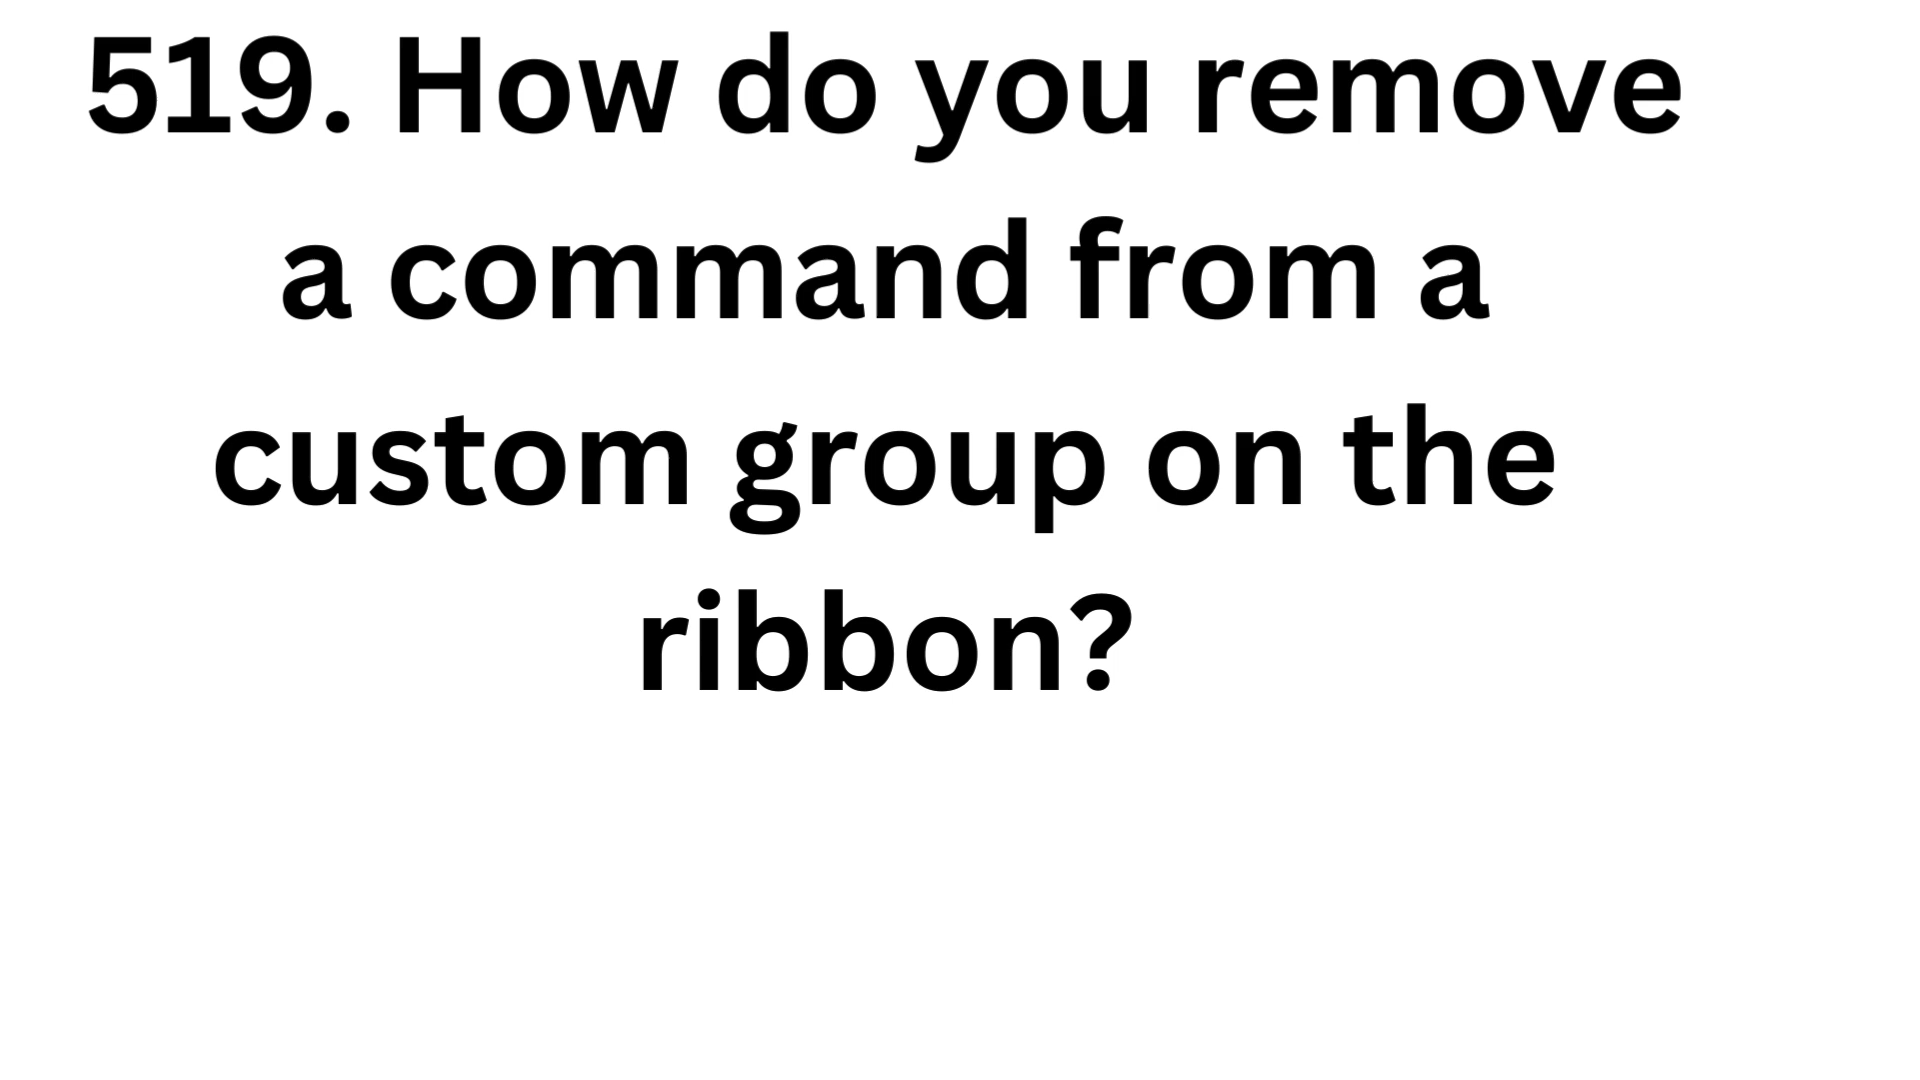 519. How do you remove
a command from a
custom group on the
ribbon?